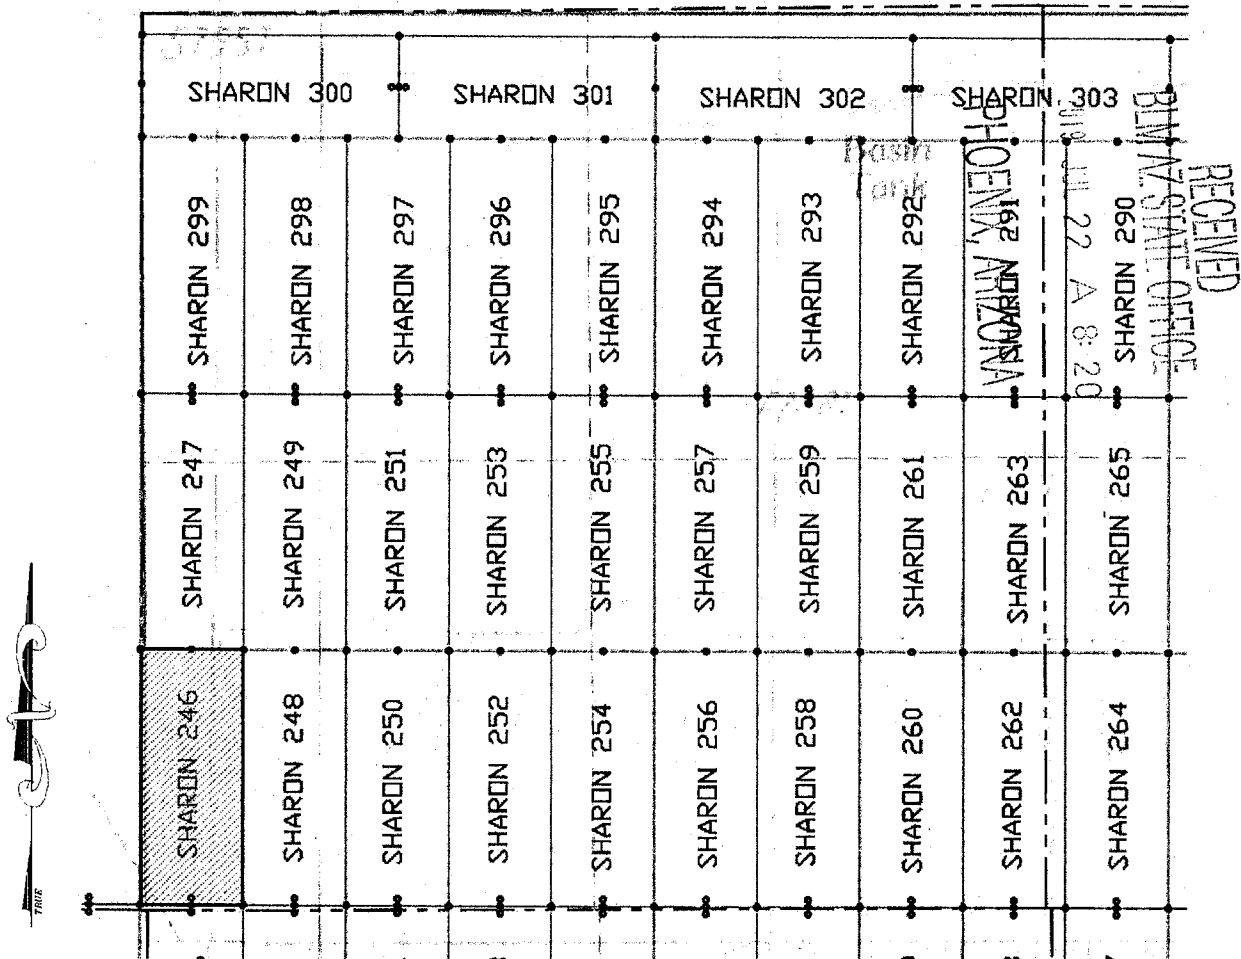 SHARON 300
SHARON 301
SHARON 302
SHARON 303
SHARON 299
SHARON 298
SHARON 297
SHARON 296
SHARON 295
SHARON 294
SHARON 293
SHARON 292
SHARON 291
SHARON 290
SHARON 247
SHARON 249
SHARON 251
SHARON 253
SHARON 255
SHARON 257
SHARON 259
SHARON 261
SHARON 263
SHARON 265
SHARON 246
SHARON 248
SHARON 250
SHARON 252
SHARON 254
SHARON 256
SHARON 258
SHARON 260
SHARON 262
SHARON 264
Basin
Tank
RECEIVED
BLM AZ STATE OFFICE
JUL 22 A 8:20
PHOENIX, ARIZONA
TRUE